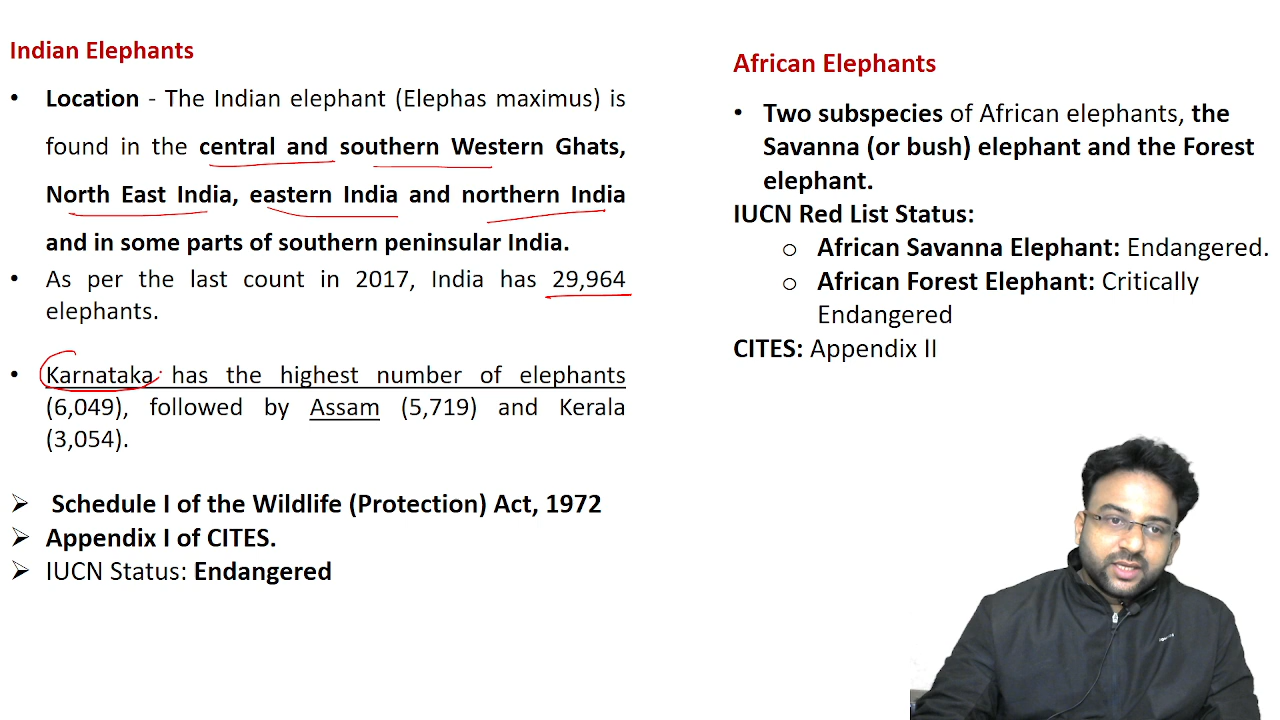 Indian Elephants
• Location - The Indian elephant (Elephas maximus) is
found in the central and southern Western Ghats,
North East India, eastern India and northern India
and in some parts of southern peninsular India.
• As per the last count in 2017, India has 29,964
elephants.
• Karnataka has the highest number of elephants
(6,049), followed by Assam (5,719) and Kerala
(3,054).
➢ Schedule I of the Wildlife (Protection) Act, 1972
➢ Appendix I of CITES.
➢ IUCN Status: Endangered
African Elephants
• Two subspecies of African elephants, the
Savanna (or bush) elephant and the Forest
elephant.
IUCN Red List Status:
o African Savanna Elephant: Endangered.
o African Forest Elephant: Critically
Endangered
CITES: Appendix II